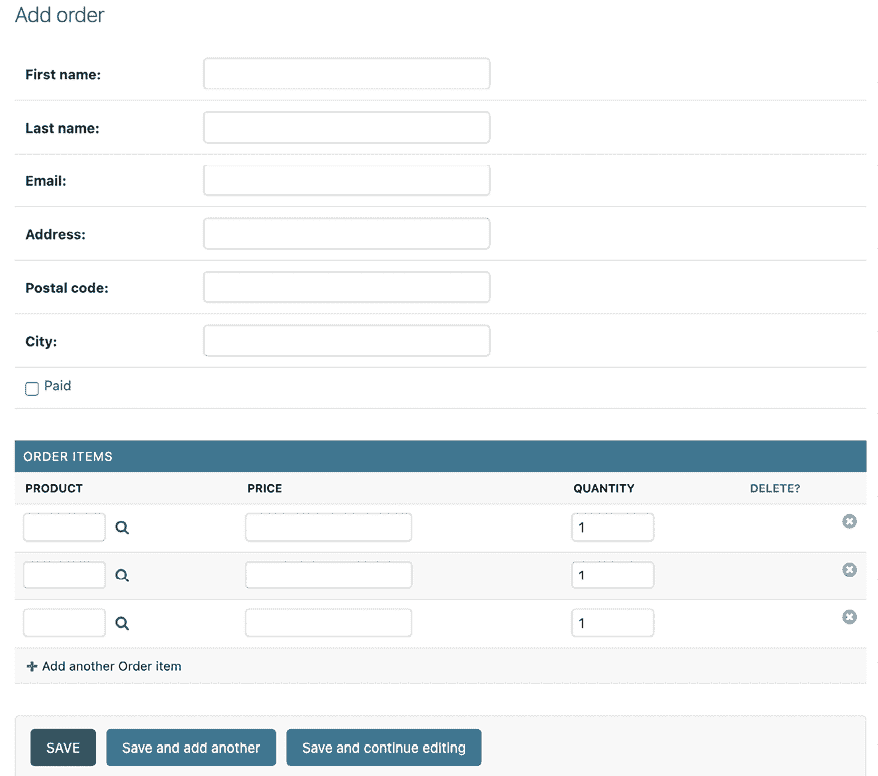 Add order
First name:
Last name:
Email:
Address:
Postal code:
City:
Paid
ORDER ITEMS
PRODUCT PRICE QUANTITY DELETE?
1
1
1
Add another Order item
SAVE Save and add another Save and continue editing